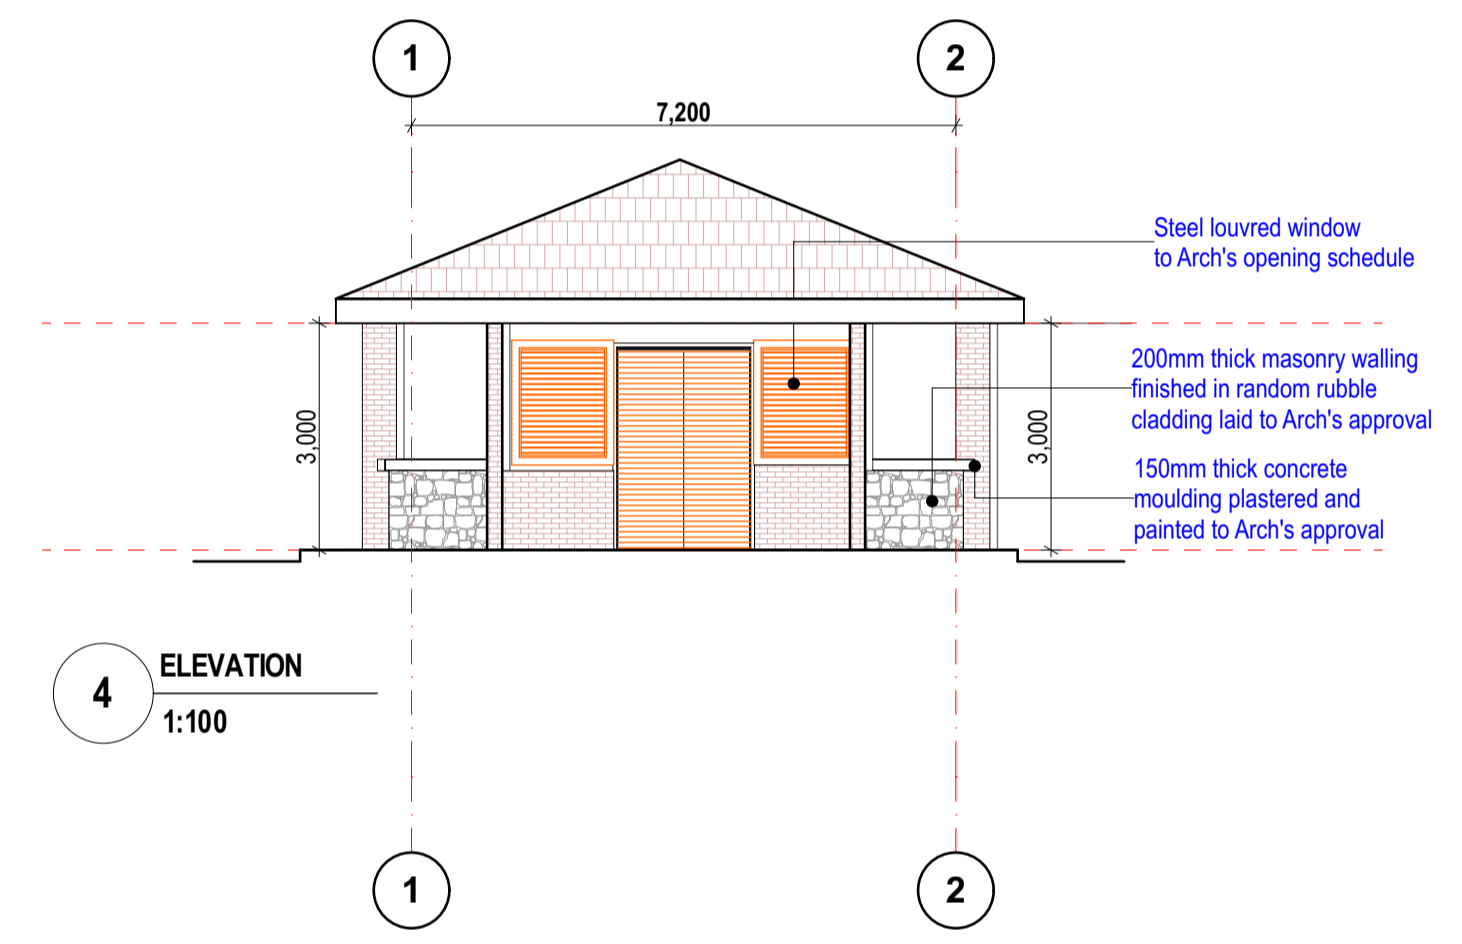 1
2
7,200
Steel louvred window
to Arch's opening schedule
200mm thick masonry walling
finished in random rubble
cladding laid to Arch's approval
3,000
3,000
150mm thick concrete
moulding plastered and
painted to Arch's approval
4
ELEVATION
1:100
1
2